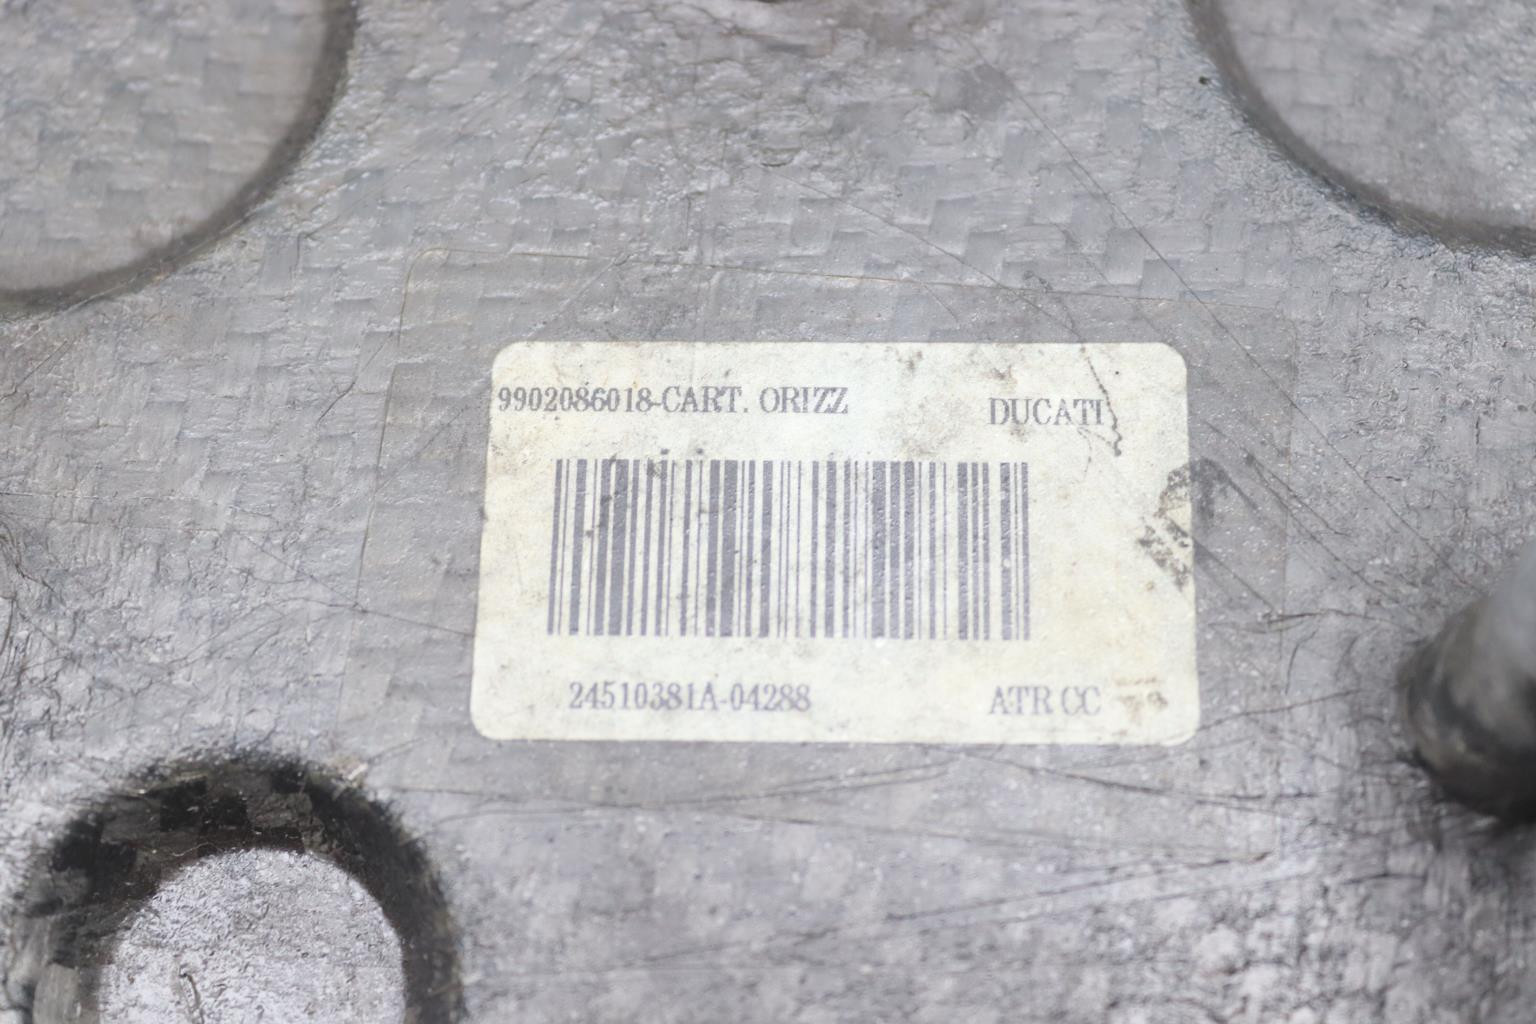 9902086018-CART. ORIZZ DUCATI
24510381A-04288 ATR CC